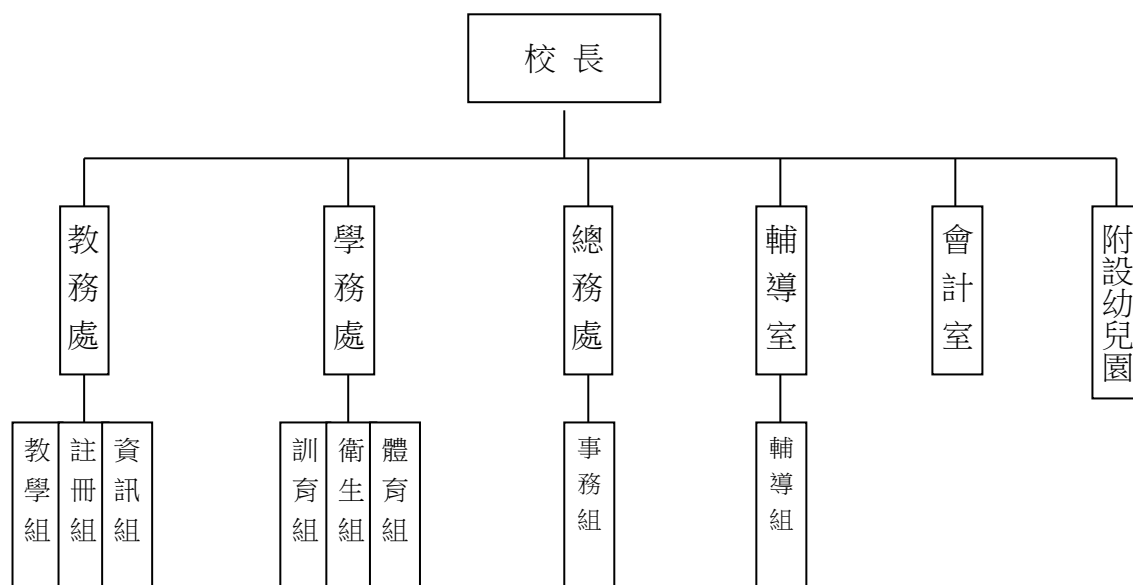 校長
教務處
學務處
總務處
輔導室
會計室
附設幼兒園
教學組
註冊組
資訊組
訓育組
衛生組
體育組
事務組
輔導組